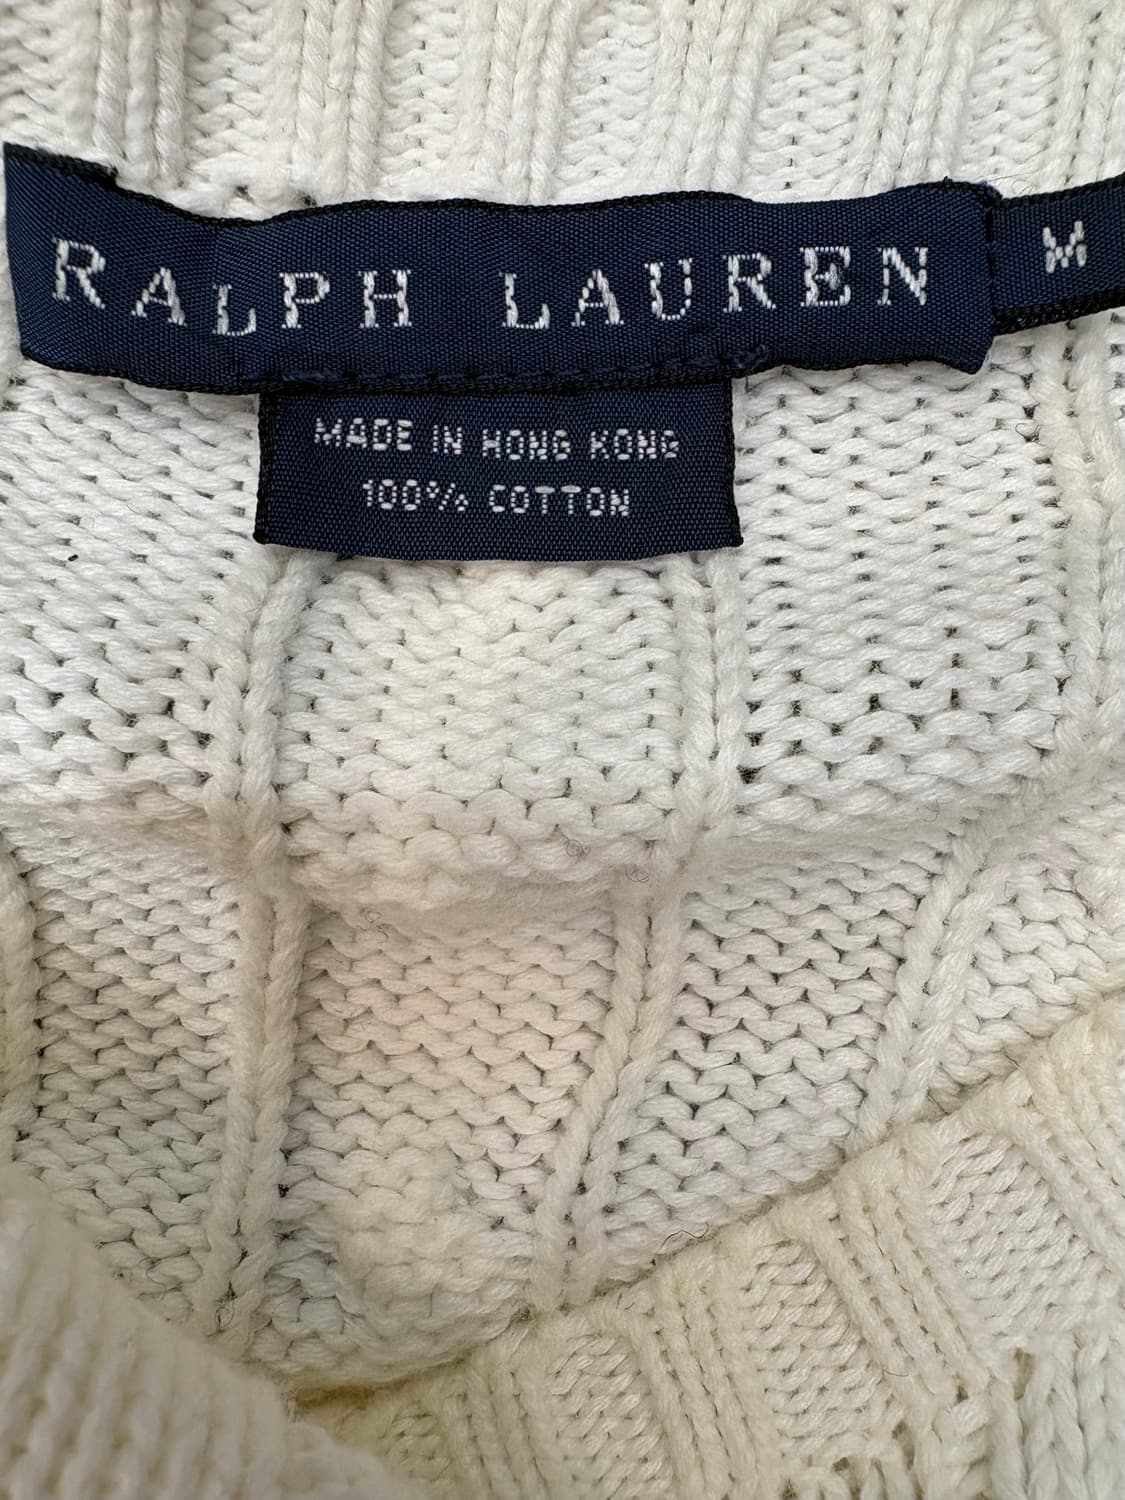 RALPH LAUREN
M
MADE IN HONG KONG
100% COTTON